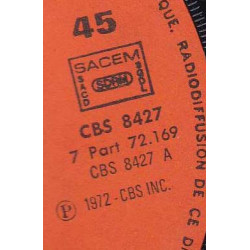 45
SACEM
SACD SDRM SGDL
CBS 8427
7 Part 72.169
CBS 8427 A
Ⓟ 1972 - CBS INC.
QUE, RADIODIFFUSION DE CE D